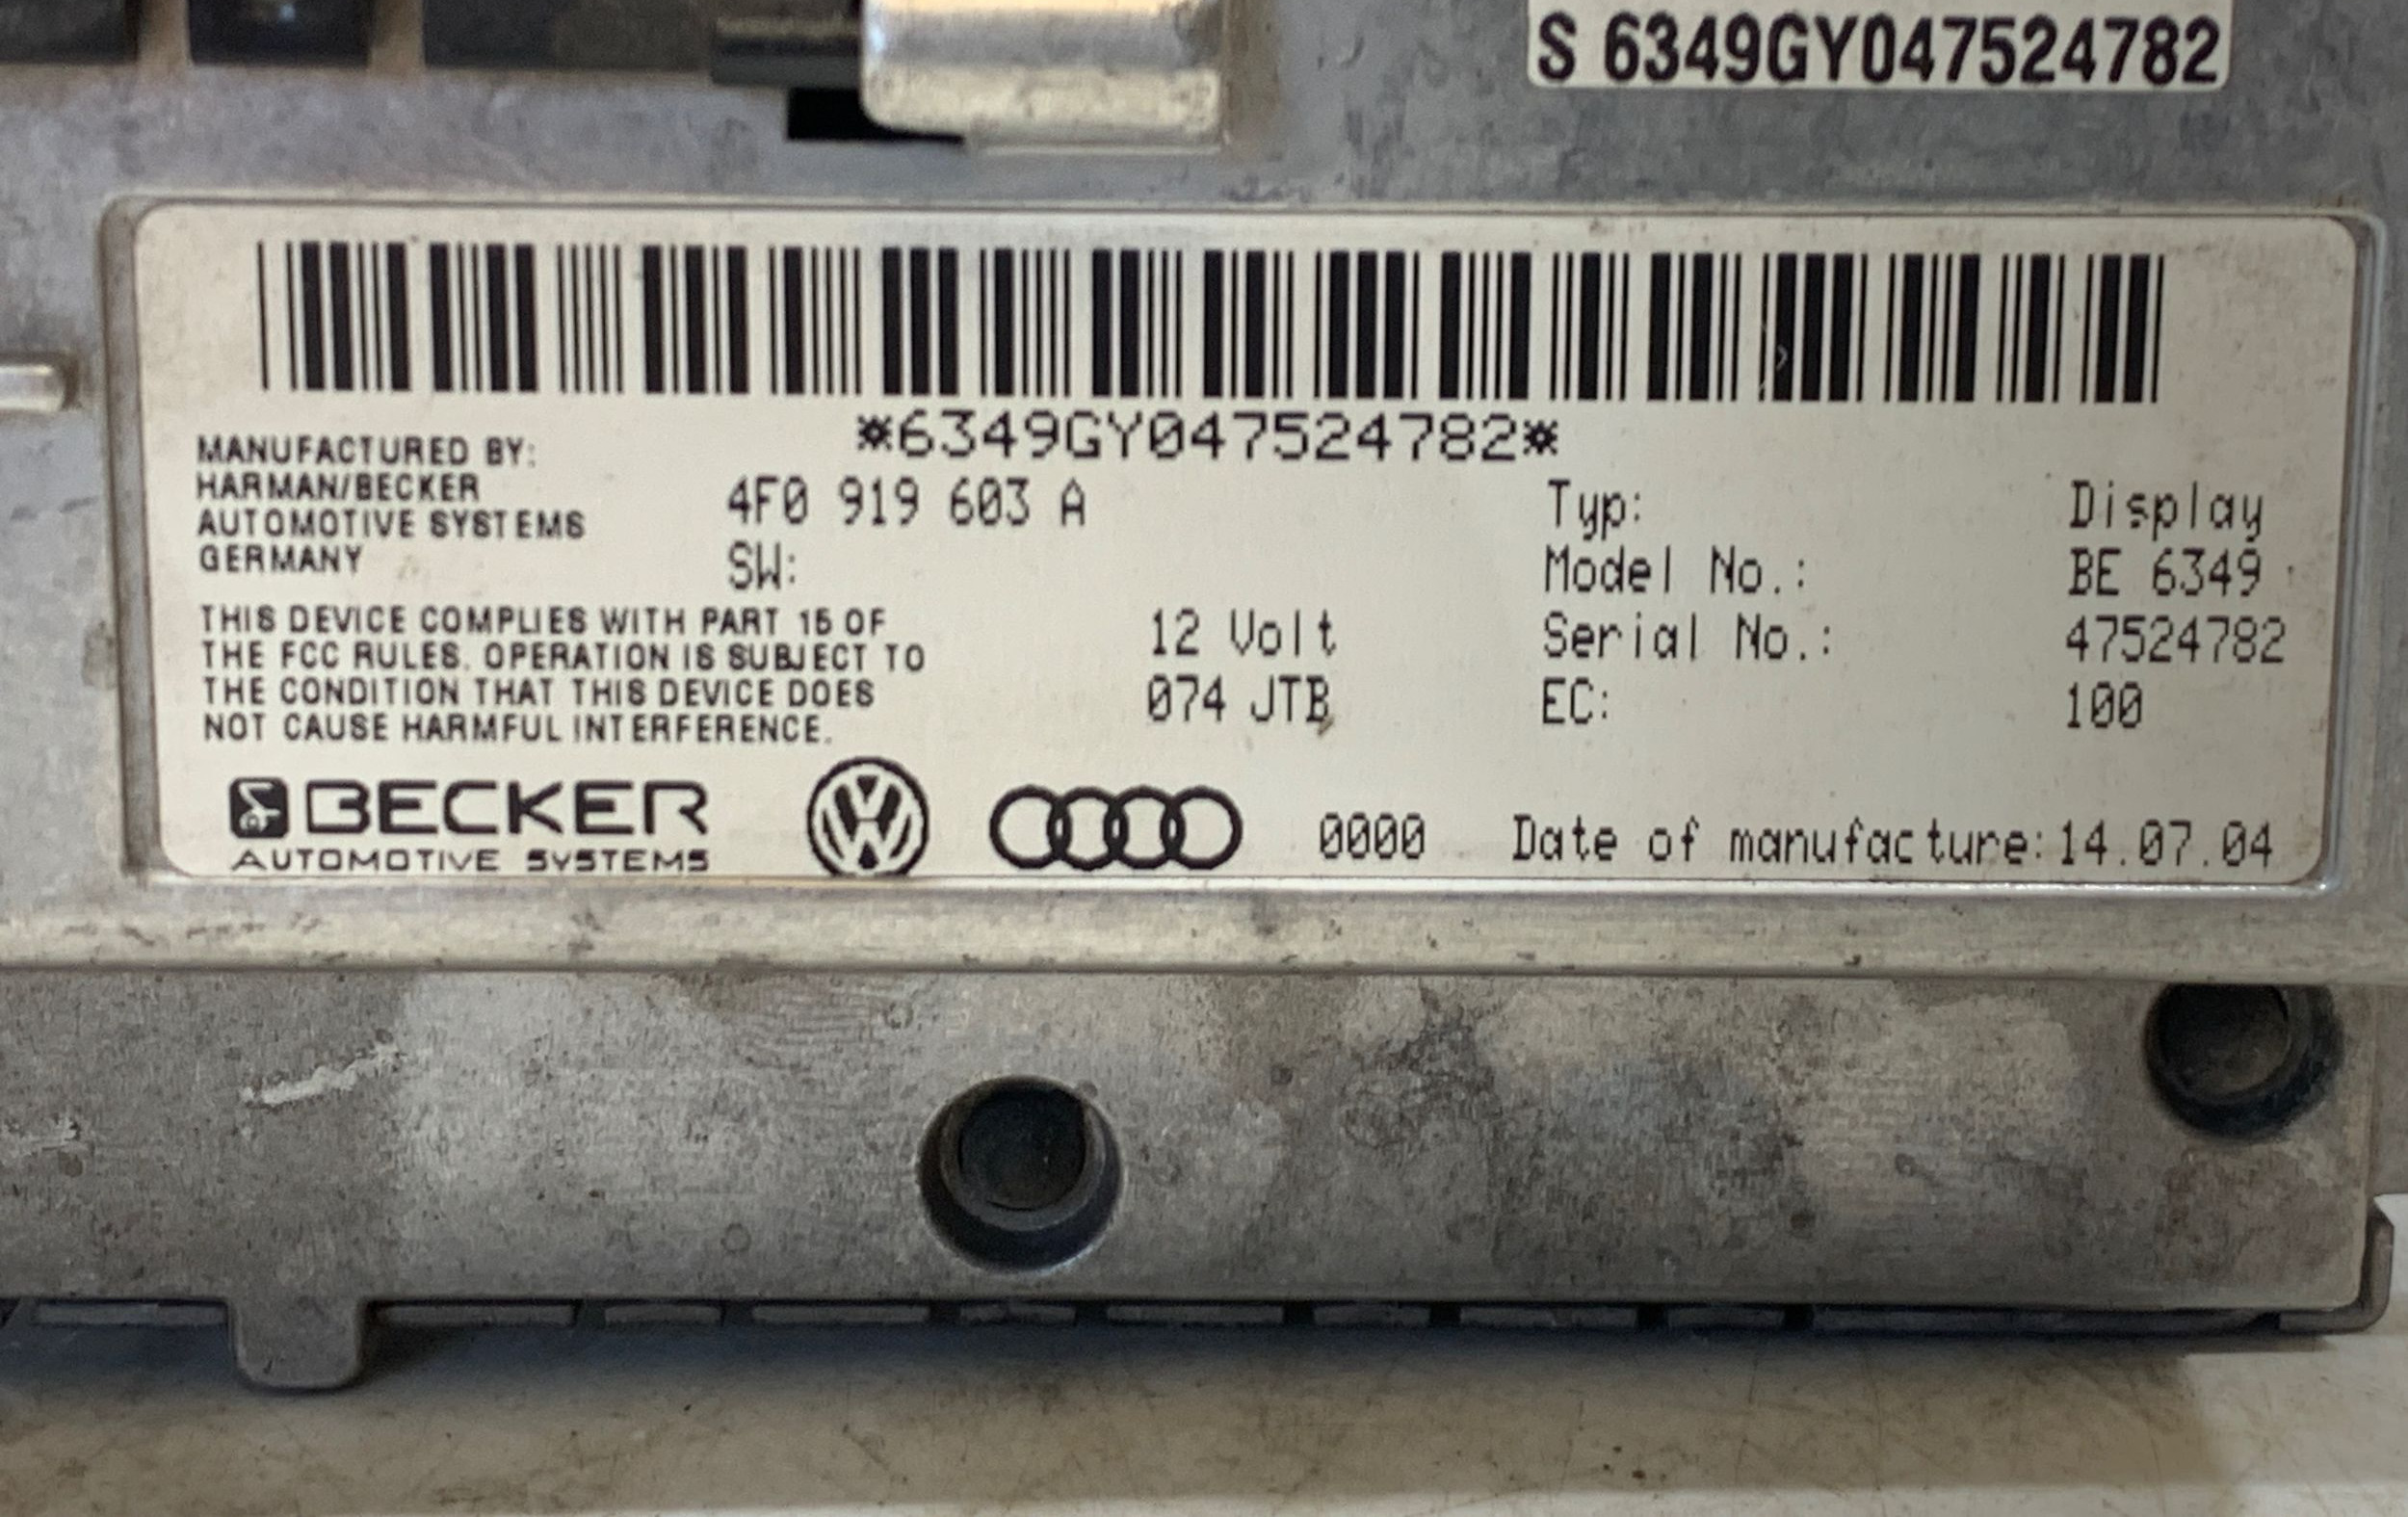 S 6349GY047524782
*6349GY047524782*
MANUFACTURED BY:
HARMAN/BECKER
AUTOMOTIVE SYSTEMS
GERMANY
4F0 919 603 A
SW:
Typ: Display
Model No.: BE 6349
Serial No.: 47524782
EC: 100
THIS DEVICE COMPLIES WITH PART 15 OF
THE FCC RULES. OPERATION IS SUBJECT TO
THE CONDITION THAT THIS DEVICE DOES
NOT CAUSE HARMFUL INTERFERENCE.
12 Volt
074 JTB
BECKER
AUTOMOTIVE SYSTEMS
0000
Date of manufacture: 14.07.04